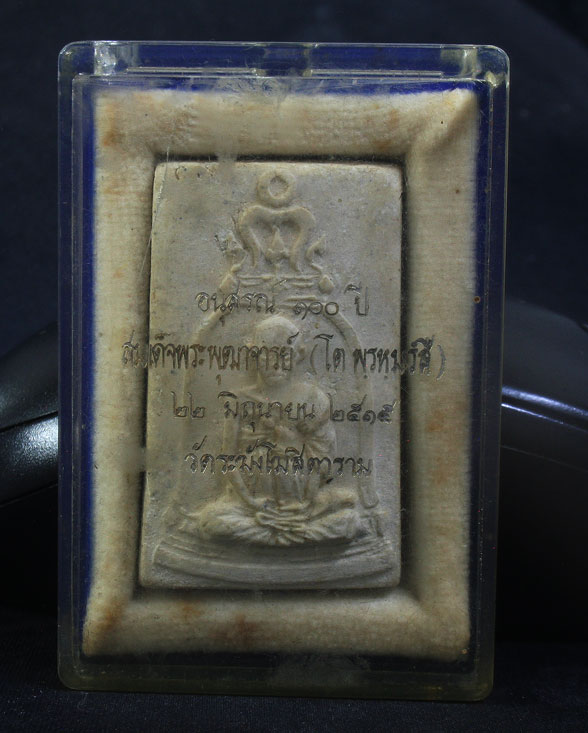 อนุสรณ์ ๑๐๐ ปี
สมเด็จพระพุฒาจารย์ (โต พรหมรังสี)
๒๒ มิถุนายน ๒๕๑๕
วัดระฆังโฆสิตาราม